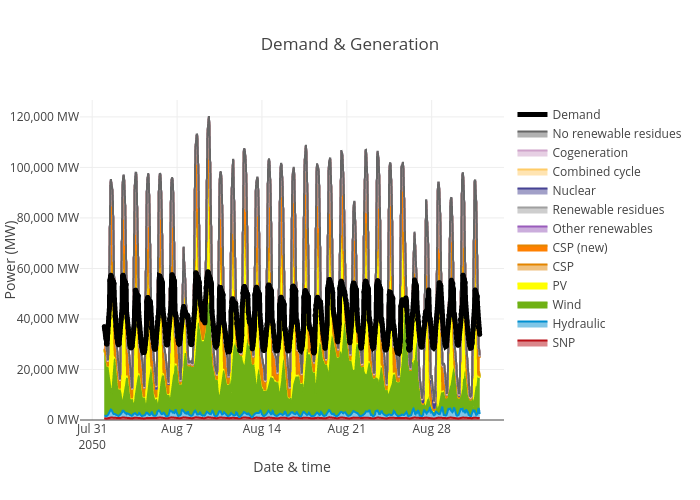 Demand & Generation
120,000 MW
100,000 MW
80,000 MW
60,000 MW
40,000 MW
20,000 MW
0 MW
Power (MW)
Jul 31
2050
Aug 7
Aug 14
Aug 21
Aug 28
Date & time
Demand
No renewable residues
Cogeneration
Combined cycle
Nuclear
Renewable residues
Other renewables
CSP (new)
CSP
PV
Wind
Hydraulic
SNP